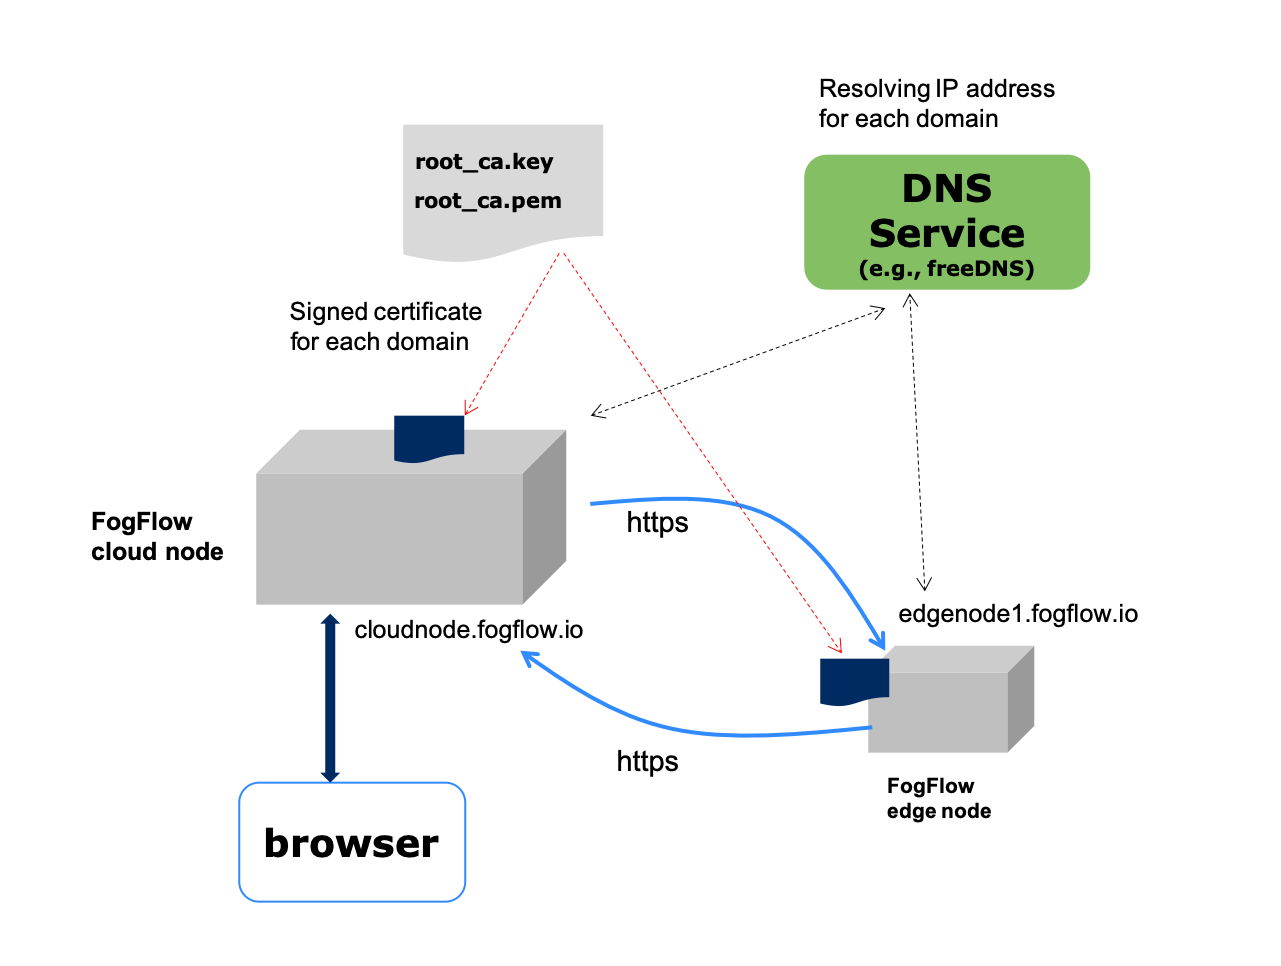 Resolving IP address
for each domain
root_ca.key
root_ca.pem
DNS
Service
(e.g., freeDNS)
Signed certificate
for each domain
FogFlow
cloud node
https
cloudnode.fogflow.io
edgenode1.fogflow.io
https
FogFlow
edge node
browser